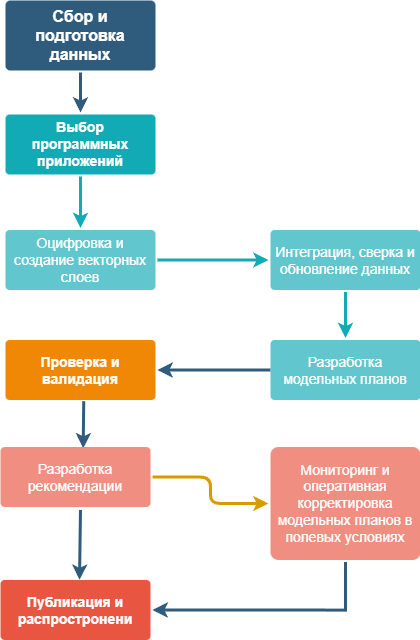 Сбор и
подготовка
данных
Выбор
программных
приложений
Оцифровка и
создание векторных
слоев
Интеграция, сверка и
обновление данных
Разработка
модельных планов
Проверка и
валидация
Разработка
рекомендации
Мониторинг и
оперативная
корректировка
модельных планов в
полевых условиях
Публикация и
распростронени